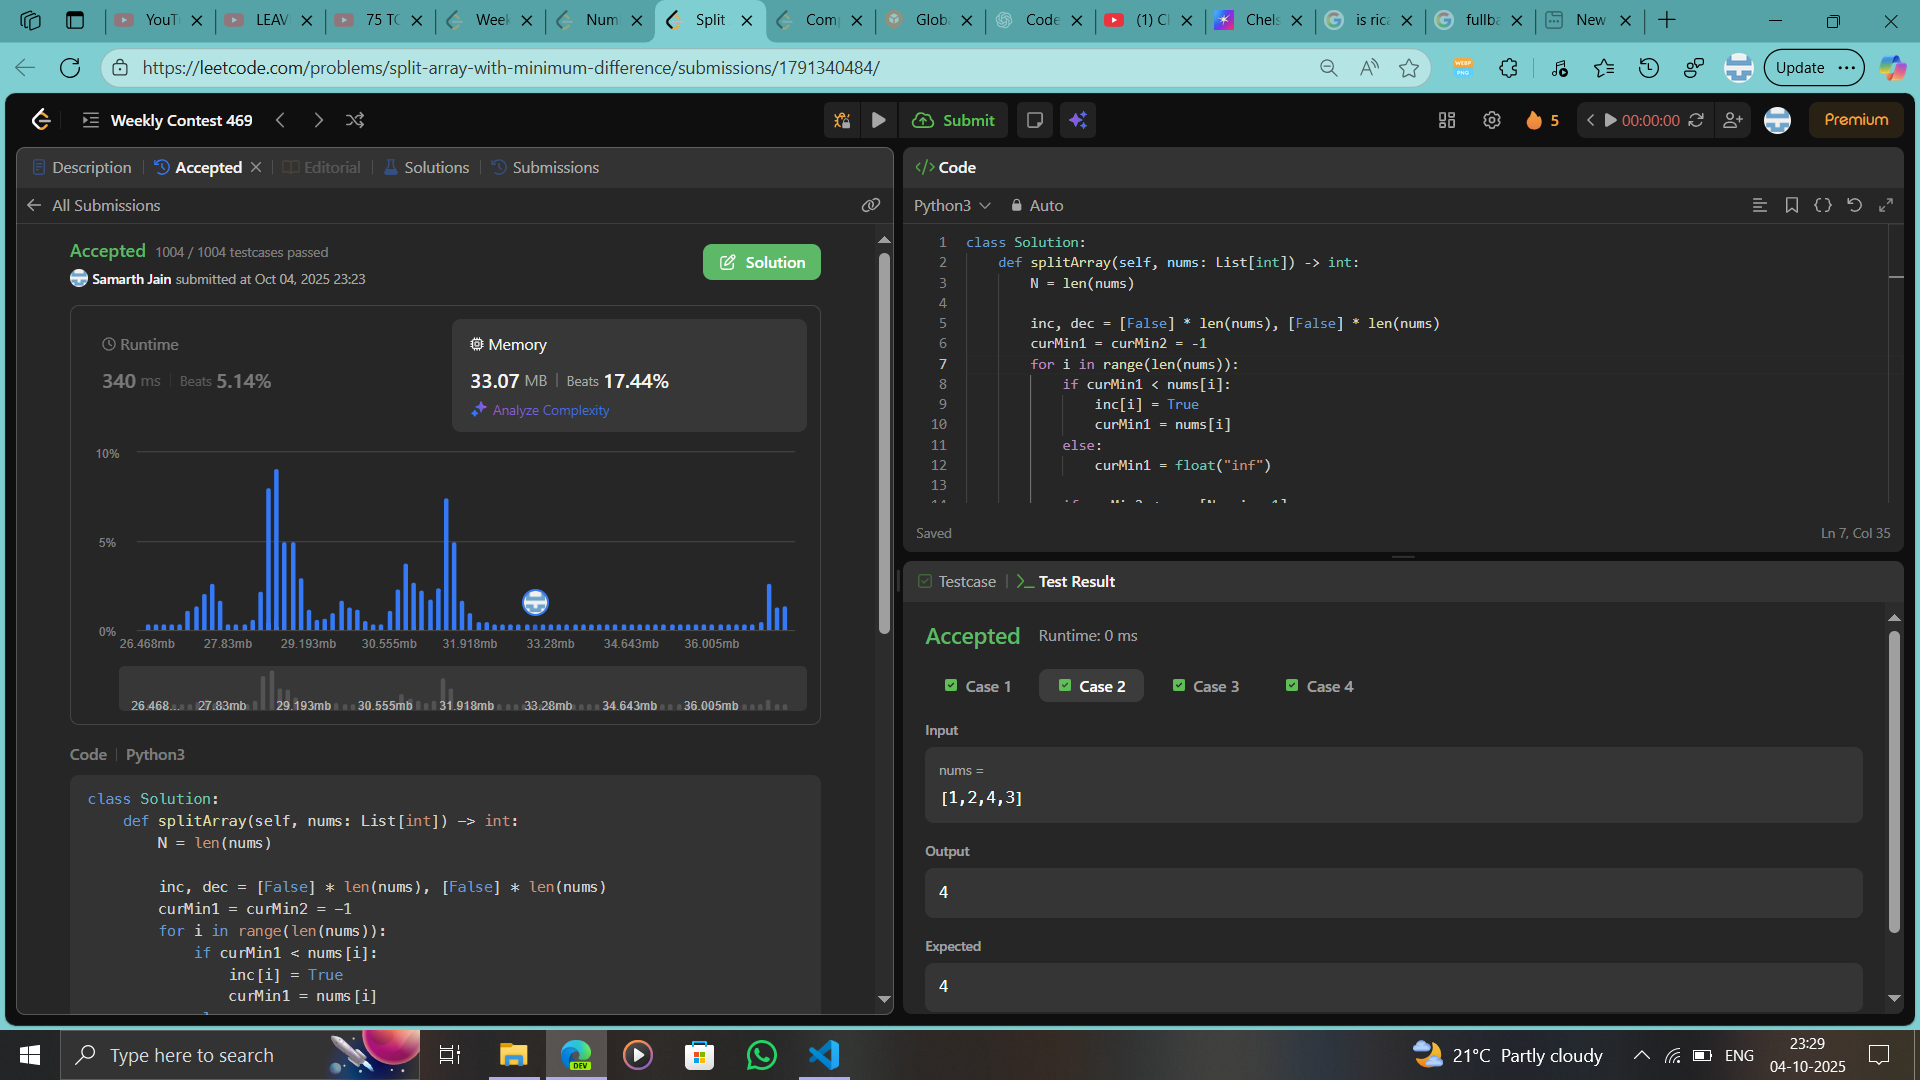 YouT
LEAV
75 TO
Week
Num
Split
Comp
Globa
Code
(1) Cl
Chels
is rica
fullba
New
https://leetcode.com/problems/split-array-with-minimum-difference/submissions/1791340484/
Update
Weekly Contest 469
Submit
5
00:00:00
Premium
Description
Accepted
Editorial
Solutions
Submissions
All Submissions
Accepted 1004 / 1004 testcases passed
Samarth Jain submitted at Oct 04, 2025 23:23
Solution
Runtime
340 ms Beats 5.14%
Memory
33.07 MB Beats 17.44%
Analyze Complexity
10%
5%
0%
26.468mb 27.83mb 29.193mb 30.555mb 31.918mb 33.28mb 34.643mb 36.005mb
26.468... 27.83mb 29.193mb 30.555mb 31.918mb 33.28mb 34.643mb 36.005mb
Code Python3
class Solution:
def splitArray(self, nums: List[int]) -> int:
N = len(nums)
inc, dec = [False] * len(nums), [False] * len(nums)
curMin1 = curMin2 = -1
for i in range(len(nums)):
if curMin1 < nums[i]:
inc[i] = True
curMin1 = nums[i]
</> Code
Python3
Auto
1 class Solution:
2 def splitArray(self, nums: List[int]) -> int:
3 N = len(nums)
4
5 inc, dec = [False] * len(nums), [False] * len(nums)
6 curMin1 = curMin2 = -1
7 for i in range(len(nums)):
8 if curMin1 < nums[i]:
9 inc[i] = True
10 curMin1 = nums[i]
11 else:
12 curMin1 = float("inf")
13
Saved
Ln 7, Col 35
Testcase
Test Result
Accepted Runtime: 0 ms
Case 1
Case 2
Case 3
Case 4
Input
nums =
[1,2,4,3]
Output
4
Expected
4
Type here to search
DEV
21°C Partly cloudy
ENG
23:29
04-10-2025